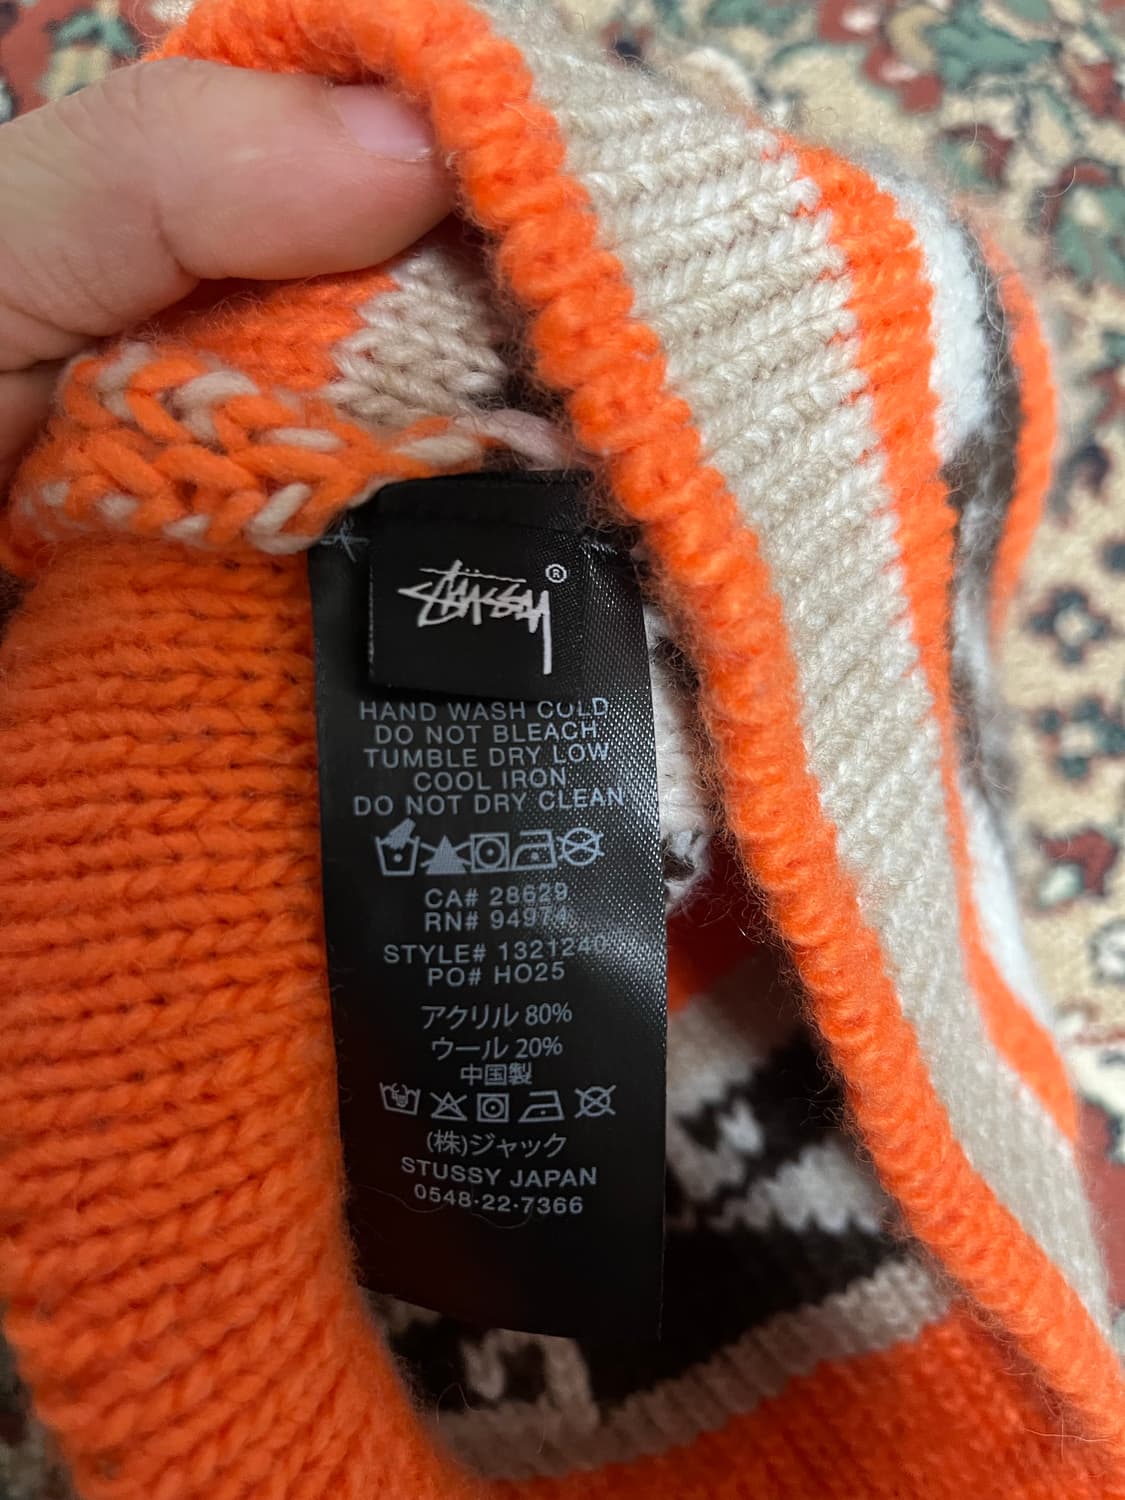 STÜSSY ®
HAND WASH COLD
DO NOT BLEACH
TUMBLE DRY LOW
COOL IRON
DO NOT DRY CLEAN
CA# 28629
RN# 94974
STYLE# 1321240
PO# HO25
アクリル 80%
ウール 20%
中国製
(株)ジャック
STUSSY JAPAN
0548-22-7366